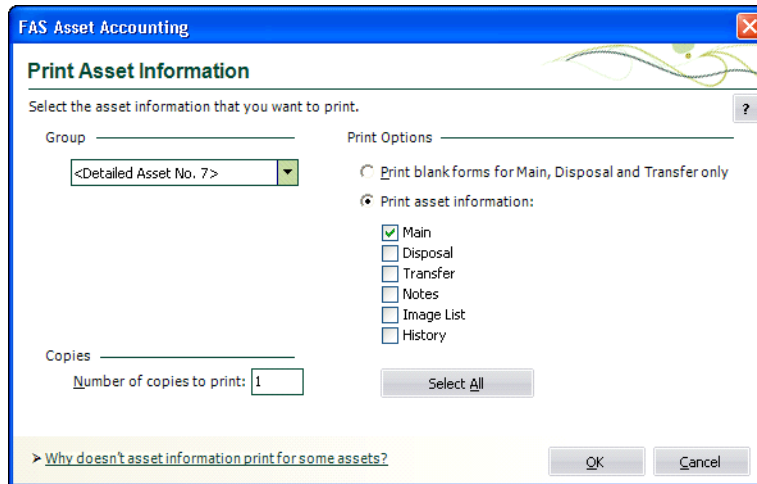 FAS Asset Accounting
Print Asset Information
Select the asset information that you want to print.
?
Group
<Detailed Asset No. 7>
Print Options
Print blank forms for Main, Disposal and Transfer only
Print asset information:
Main
Disposal
Transfer
Notes
Image List
History
Copies
Number of copies to print: 1
Select All
Why doesn't asset information print for some assets?
OK
Cancel